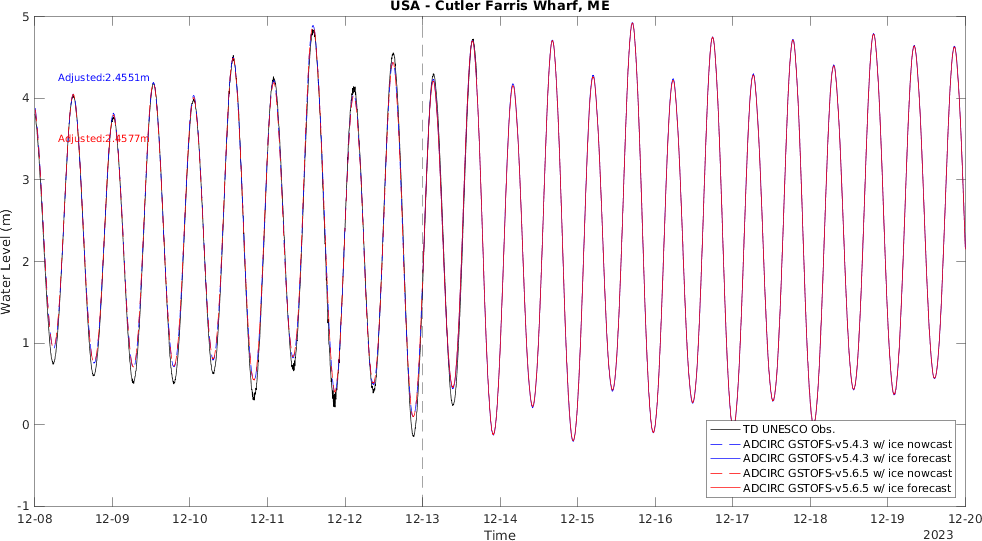 USA - Cutler Farris Wharf, ME
5
4
3
2
1
0
-1
Water Level (m)
Adjusted:2.4551m
Adjusted:2.4577m
TD UNESCO Obs.
ADCIRC GSTOFS-v5.4.3 w/ ice nowcast
ADCIRC GSTOFS-v5.4.3 w/ ice forecast
ADCIRC GSTOFS-v5.6.5 w/ ice nowcast
ADCIRC GSTOFS-v5.6.5 w/ ice forecast
12-08 12-09 12-10 12-11 12-12 12-13 12-14 12-15 12-16 12-17 12-18 12-19 12-20
Time 2023